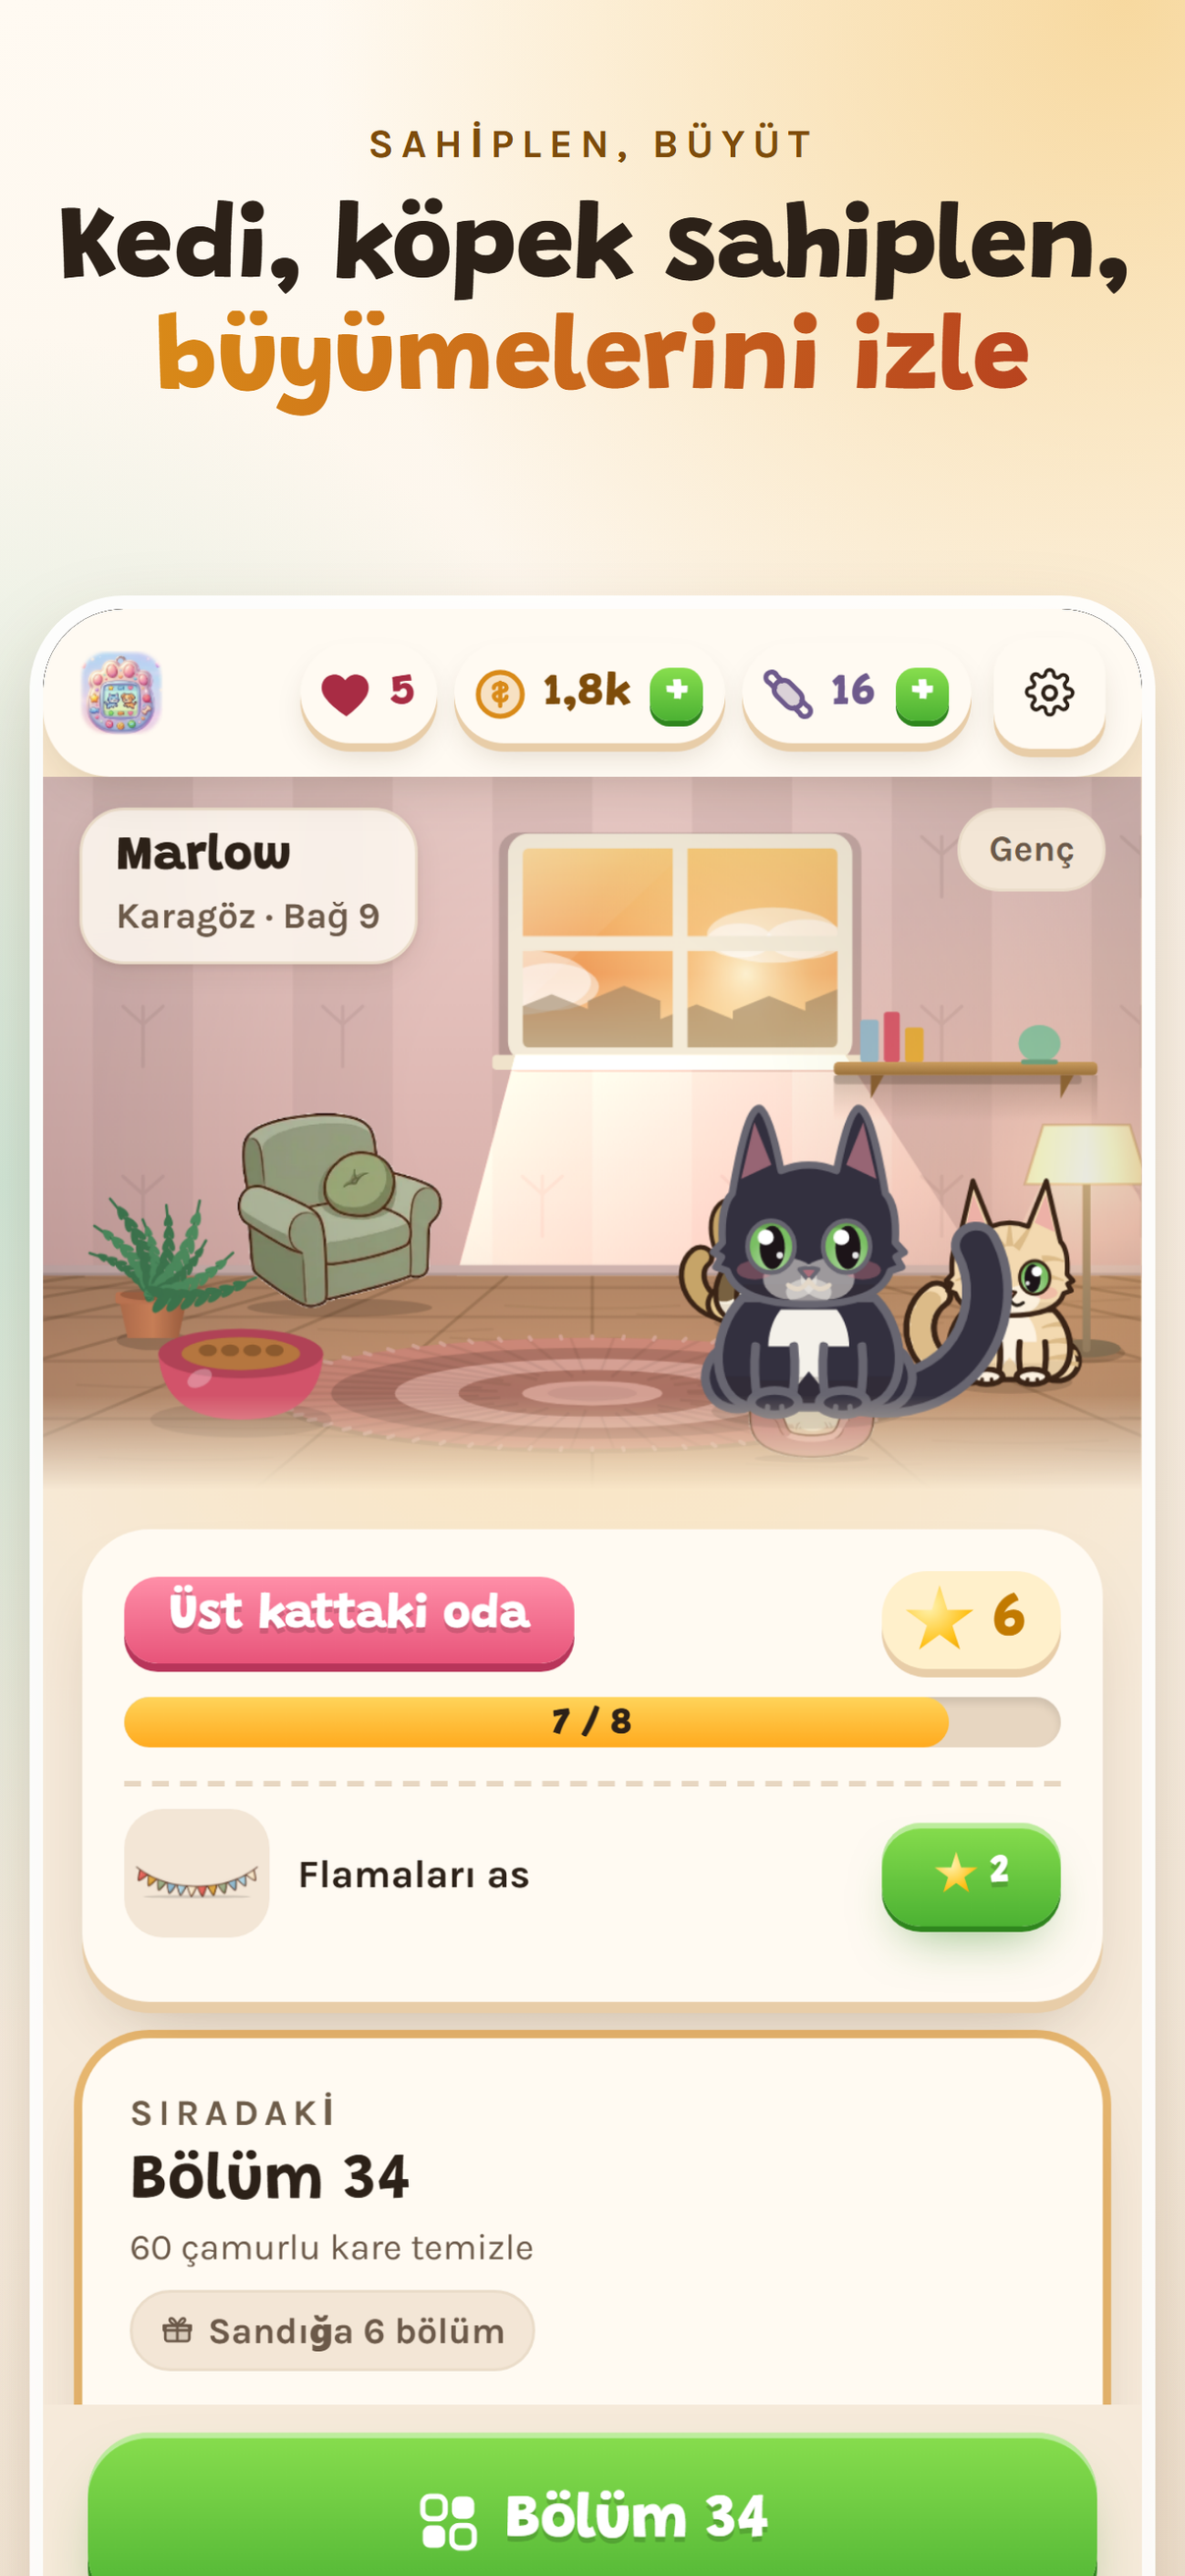 SAHİPLEN, BÜYÜT
Kedi, köpek sahiplen,
büyümelerini izle
5
1,8k
+
16
+
Marlow
Karagöz · Bağ 9
Genç
Üst kattaki oda
6
7 / 8
Flamaları as
2
SIRADAKİ
Bölüm 34
60 çamurlu kare temizle
Sandığa 6 bölüm
Bölüm 34